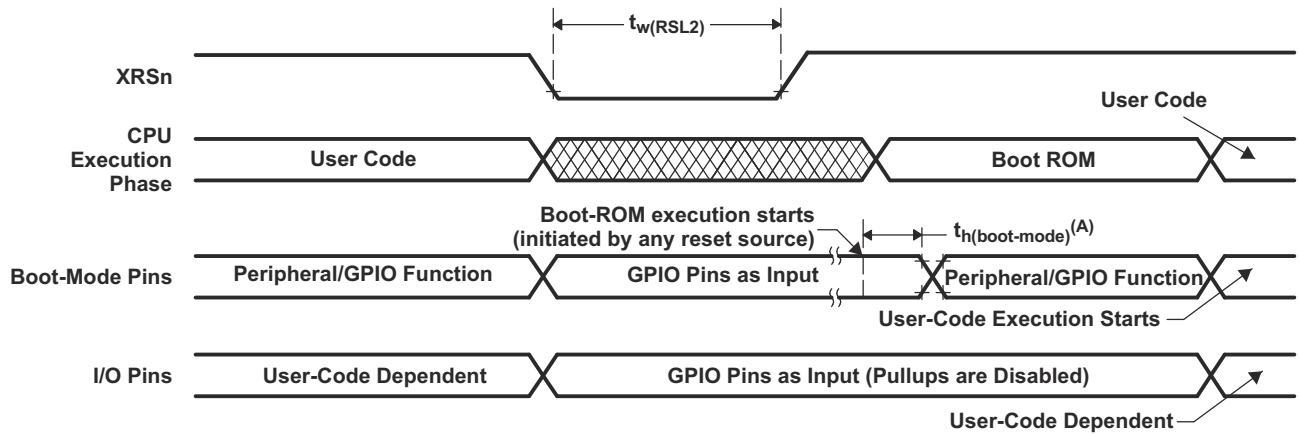 tw(RSL2)
XRSn
User Code
CPU
Execution
Phase
User Code
Boot ROM
Boot-ROM execution starts
(initiated by any reset source)
th(boot-mode)(A)
Boot-Mode Pins
Peripheral/GPIO Function
GPIO Pins as Input
Peripheral/GPIO Function
User-Code Execution Starts
I/O Pins
User-Code Dependent
GPIO Pins as Input (Pullups are Disabled)
User-Code Dependent